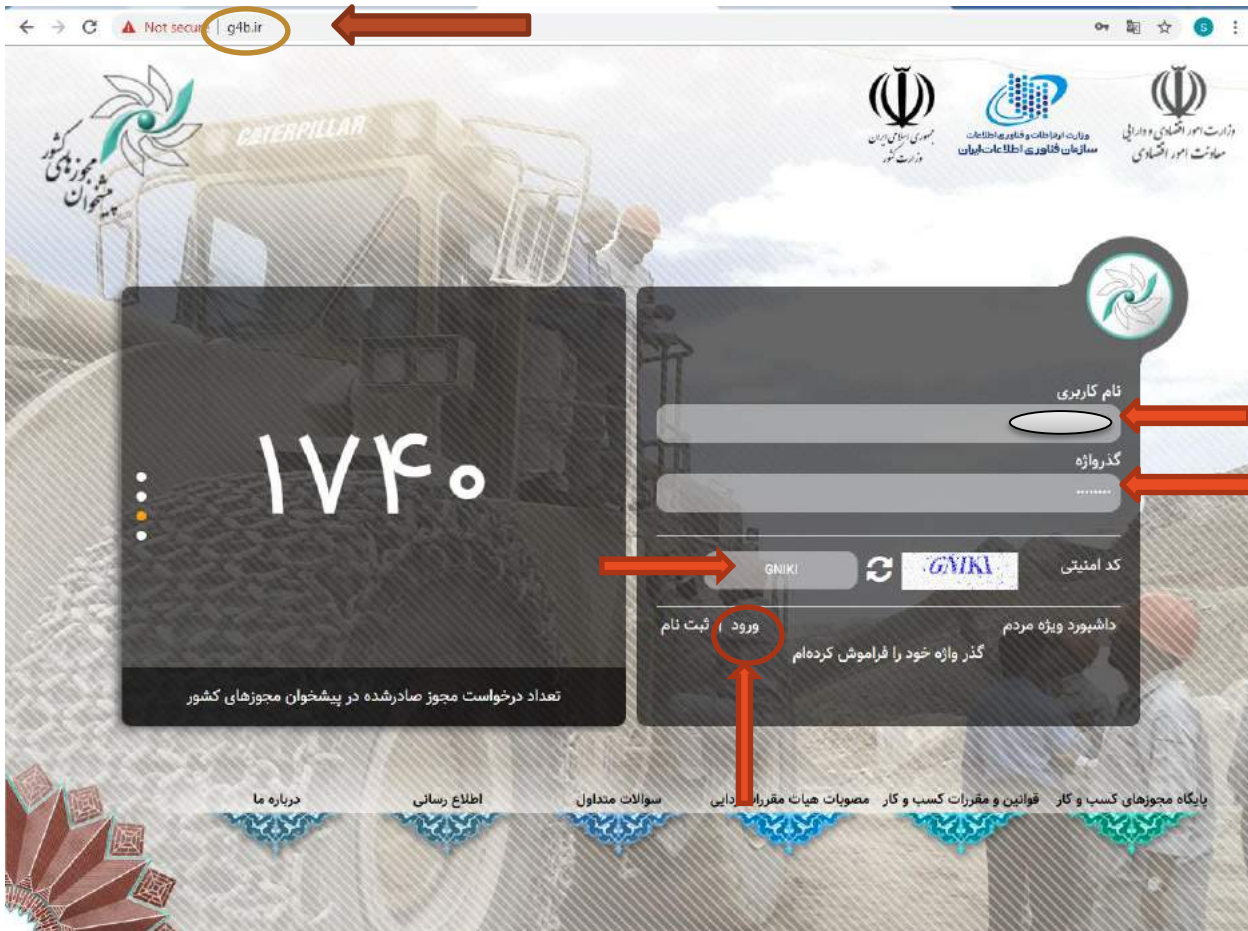 Not secure | g4b.ir
S
CATERPILLAR
پیشخوان
مجوزهای کشور
جمهوری اسلامی ایران
وزارت کشور
وزارت ارتباطات و فناوری اطلاعات
سازمان فناوری اطلاعات ایران
وزارت امور اقتصادی و دارایی
معاونت امور اقتصادی
نام کاربری
گذرواژه
........
کد امنیتی
GNIKI
GNIKI
داشبورد ویژه مردم
ورود | ثبت نام
گذر واژه خود را فراموش کرده‌ام
۱۷۴۰
تعداد درخواست مجوز صادرشده در پیشخوان مجوزهای کشور
پایگاه مجوزهای کسب و کار
قوانین و مقررات کسب و کار
مصوبات هیات مقررات زدایی
سوالات متداول
اطلاع رسانی
درباره ما